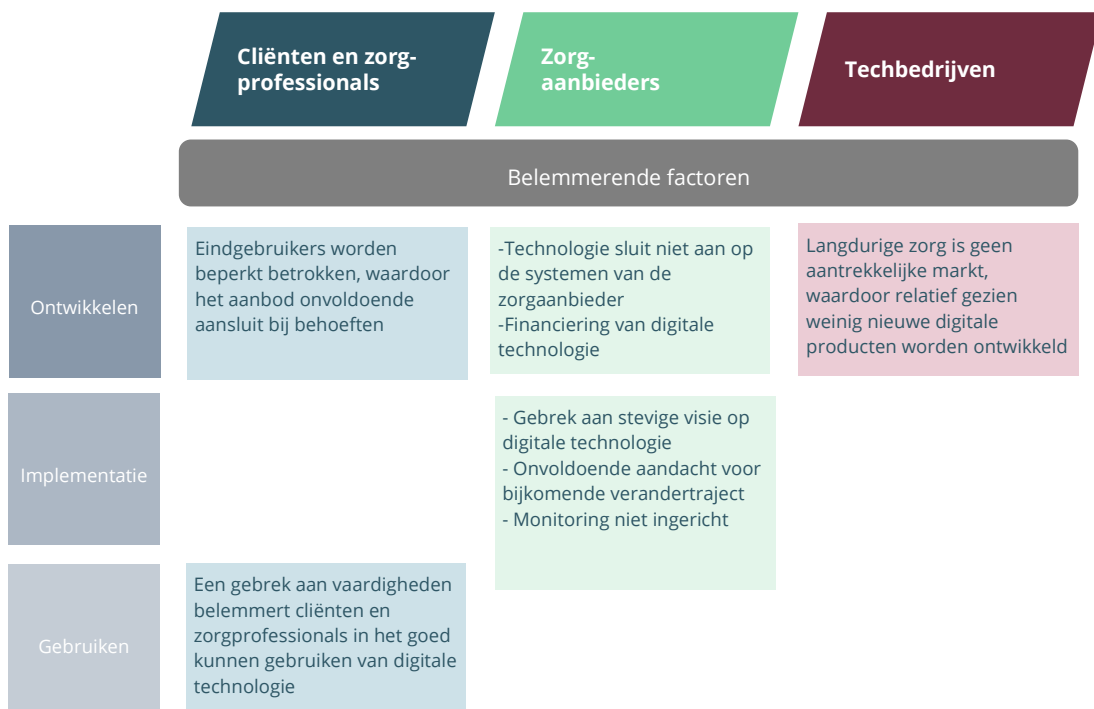 Cliënten en zorg-
professionals
Zorg-
aanbieders
Techbedrijven
Belemmerende factoren
Ontwikkelen
Eindgebruikers worden
beperkt betrokken, waardoor
het aanbod onvoldoende
aansluit bij behoeften
-Technologie sluit niet aan op
de systemen van de
zorgaanbieder
-Financiering van digitale
technologie
Langdurige zorg is geen
aantrekkelijke markt,
waardoor relatief gezien
weinig nieuwe digitale
producten worden ontwikkeld
Implementatie
- Gebrek aan stevige visie op
digitale technologie
- Onvoldoende aandacht voor
bijkomende verandertraject
- Monitoring niet ingericht
Gebruiken
Een gebrek aan vaardigheden
belemmert cliënten en
zorgprofessionals in het goed
kunnen gebruiken van digitale
technologie